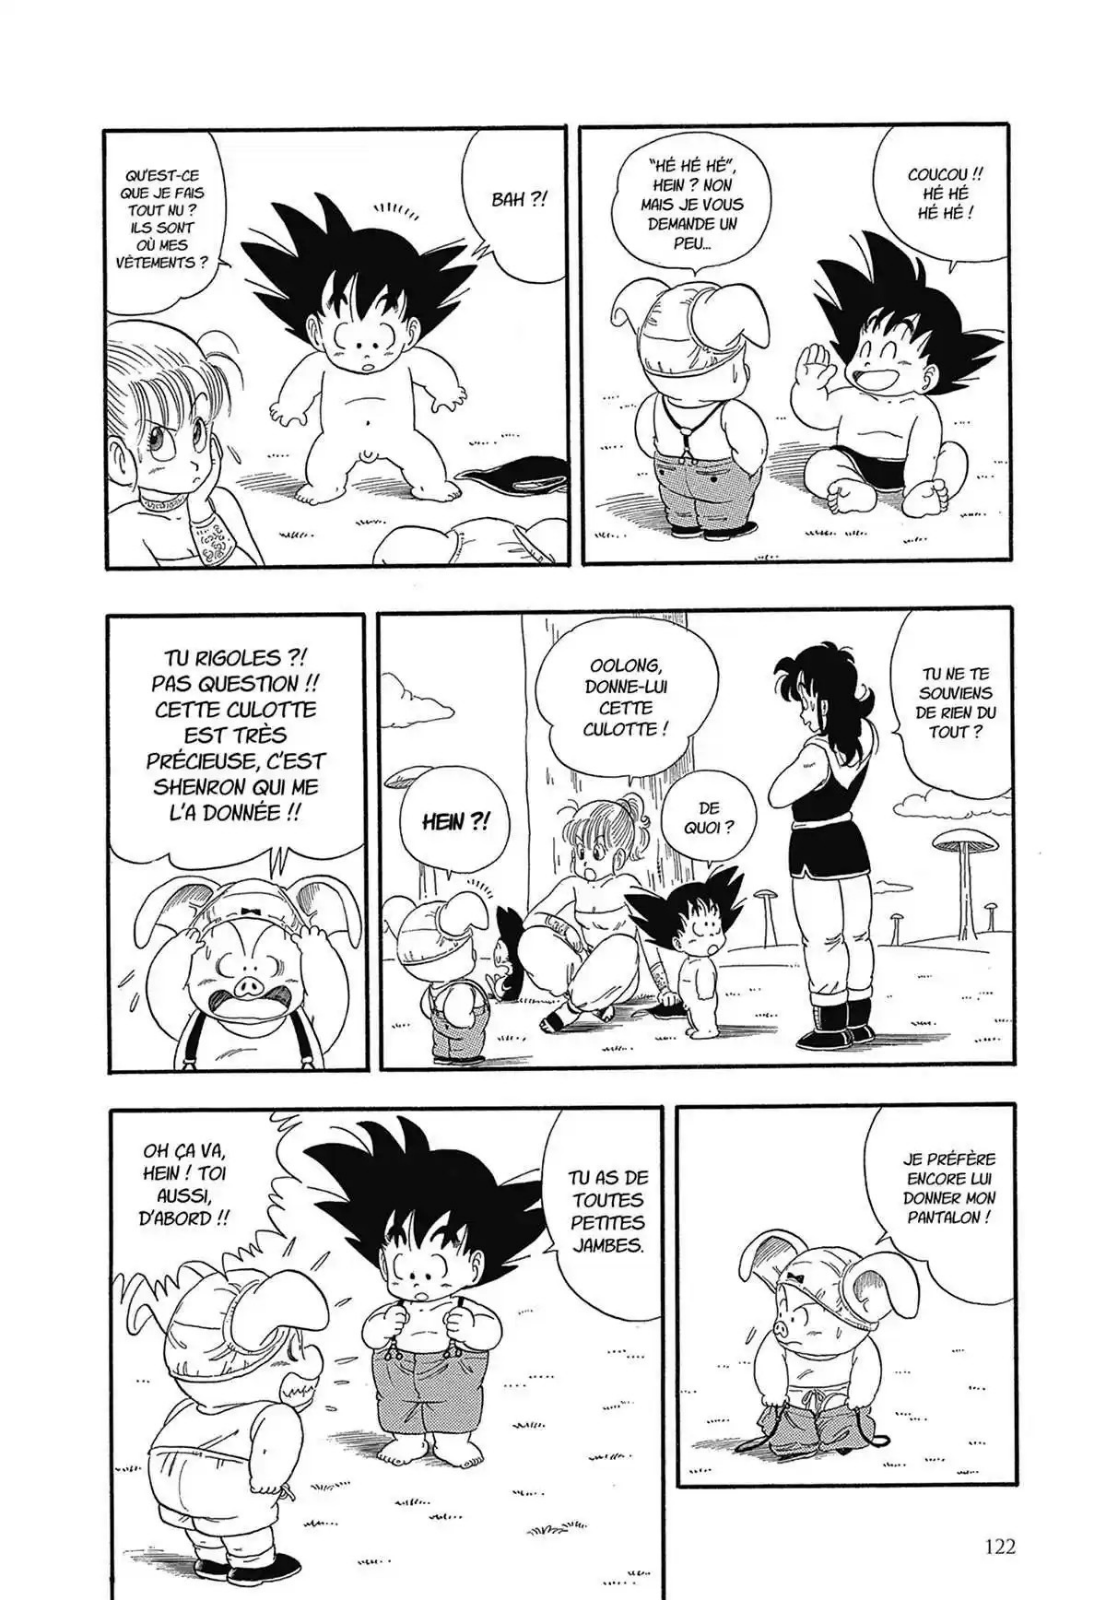 COUCOU !!
HÉ HÉ
HÉ HÉ !
“HÉ HÉ HÉ”,
HEIN ? NON
MAIS JE VOUS
DEMANDE UN
PEU...
BAH ?!
QU’EST-CE
QUE JE FAIS
TOUT NU ?
ILS SONT
OÙ MES
VÊTEMENTS ?
TU NE TE
SOUVIENS
DE RIEN DU
TOUT ?
DE
QUOI ?
OOLONG,
DONNE-LUI
CETTE
CULOTTE !
HEIN ?!
TU RIGOLES ?!
PAS QUESTION !!
CETTE CULOTTE
EST TRÈS
PRÉCIEUSE, C’EST
SHENRON QUI ME
L’A DONNÉE !!
JE PRÉFÈRE
ENCORE LUI
DONNER MON
PANTALON !
TU AS DE
TOUTES
PETITES
JAMBES.
OH ÇA VA,
HEIN ! TOI
AUSSI,
D’ABORD !!
122